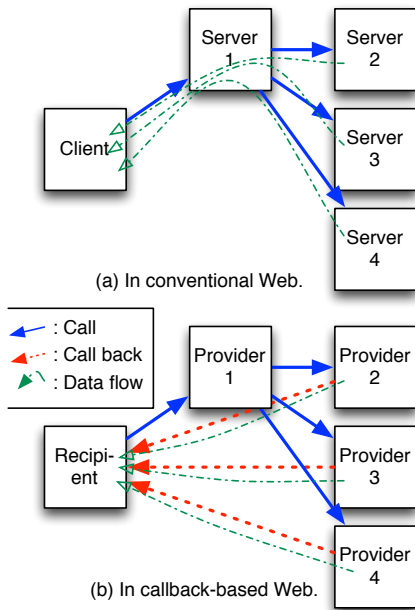 Server
1
Server
2
Client
Server
3
Server
4
(a) In conventional Web.
: Call
: Call back
: Data flow
Provider
1
Provider
2
Recipi-
ent
Provider
3
Provider
4
(b) In callback-based Web.